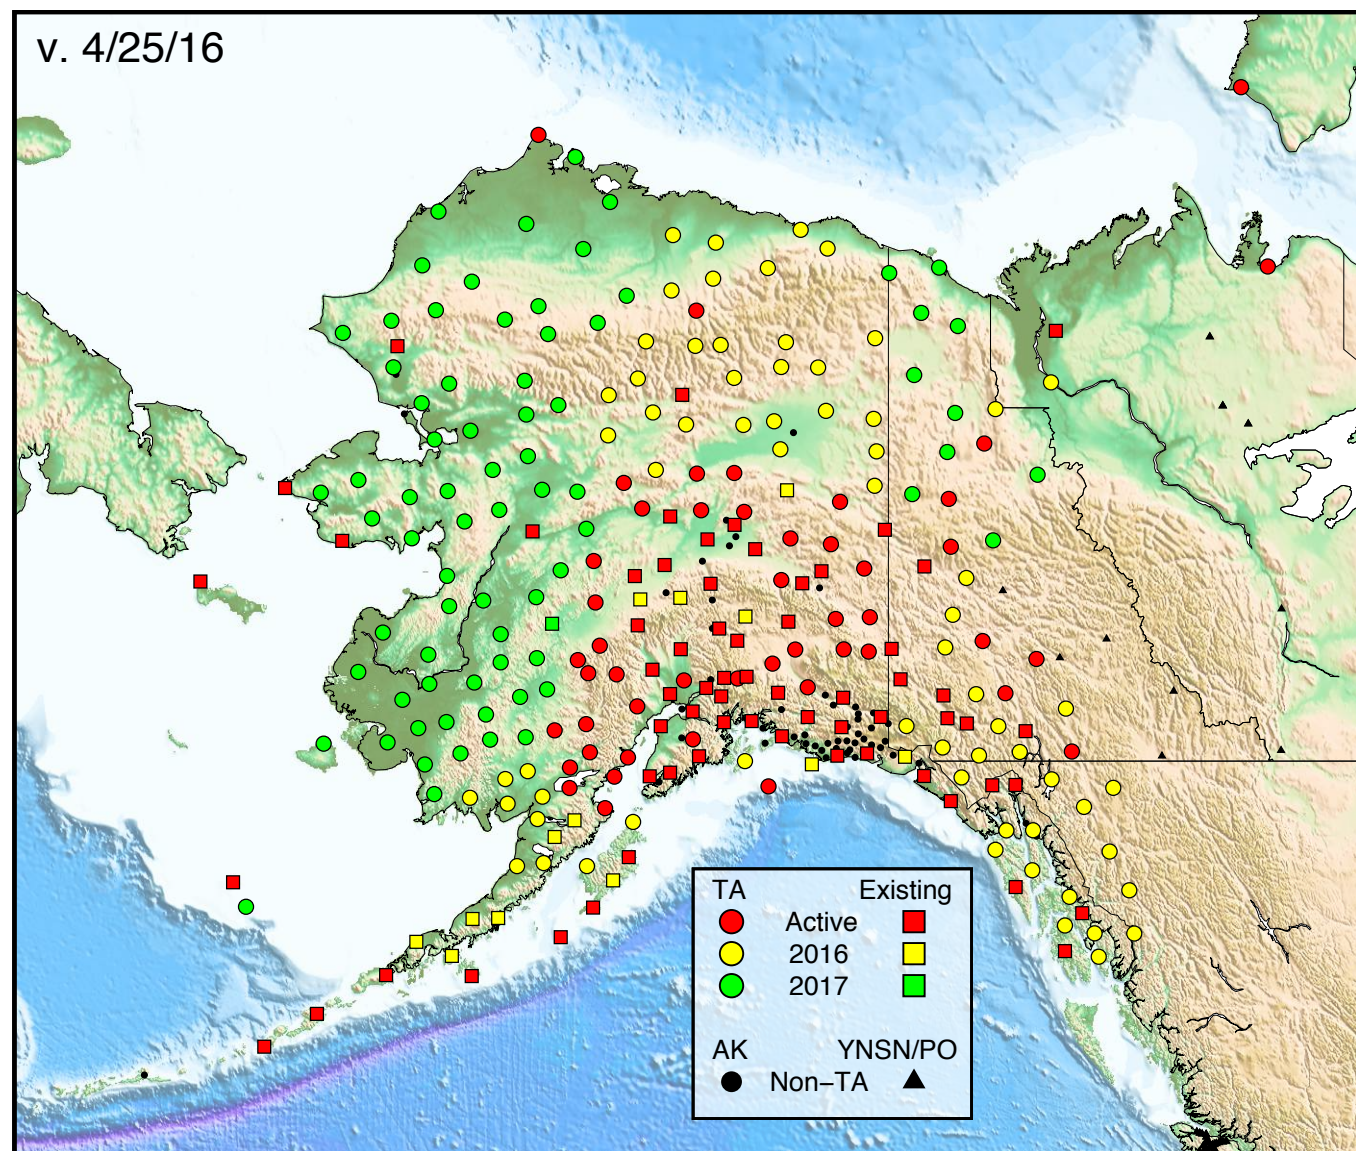 v. 4/25/16
TA Existing
Active
2016
2017
AK YNSN/PO
Non−TA